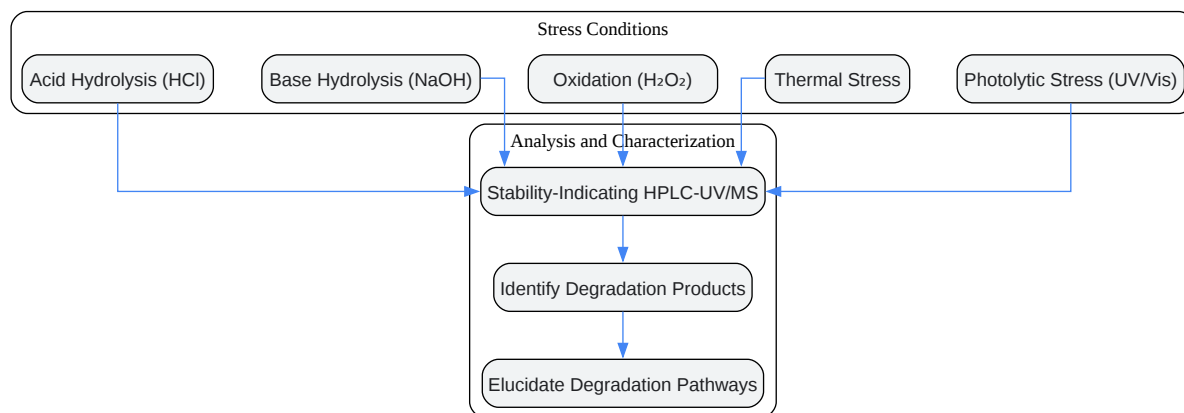 Stress Conditions
Acid Hydrolysis (HCl)
Base Hydrolysis (NaOH)
Oxidation (H₂O₂)
Thermal Stress
Photolytic Stress (UV/Vis)
Analysis and Characterization
Stability-Indicating HPLC-UV/MS
Identify Degradation Products
Elucidate Degradation Pathways